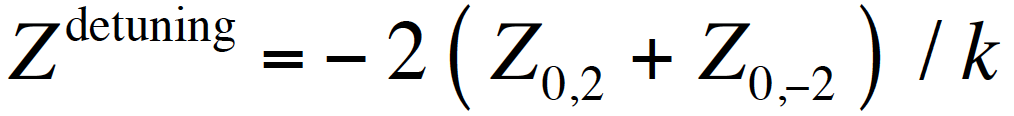 Z^detuning = − 2 ( Z_0,2 + Z_0,−2 ) / k